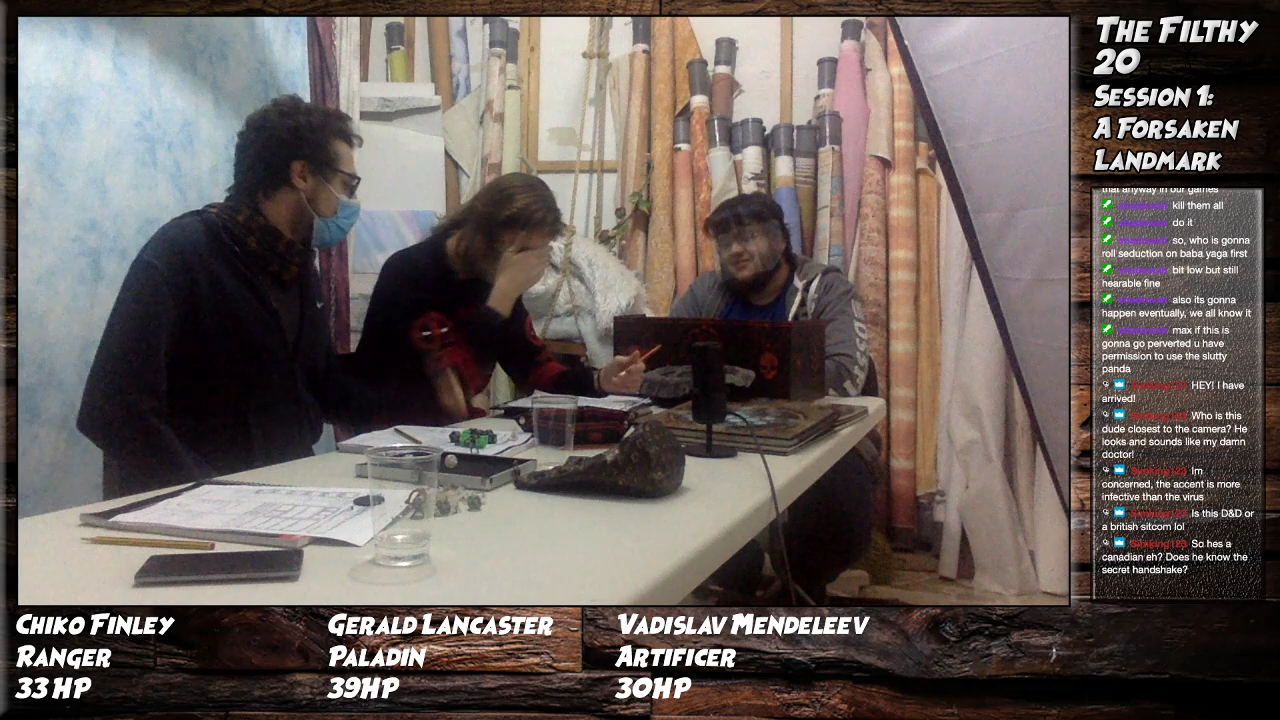 THE FILTHY
20
SESSION 1:
A FORSAKEN
LANDMARK
that anyway in our games
kill them all
do it
so, who is gonna
roll seduction on baba yaga first
bit low but still
hearable fine
also its gonna
happen eventually, we all know it
max if this is
gonna go perverted u have
permission to use the slutty
panda
HEY! I have
arrived!
Who is this
dude closest to the camera? He
looks and sounds like my damn
doctor!
Im
concerned, the accent is more
infective than the virus
Is this D&D or
a british sitcom lol
So hes a
canadian eh? Does he know the
secret handshake?
CHIKO FINLEY
RANGER
33 HP
GERALD LANCASTER
PALADIN
39HP
VADISLAV MENDELEEV
ARTIFICER
30HP